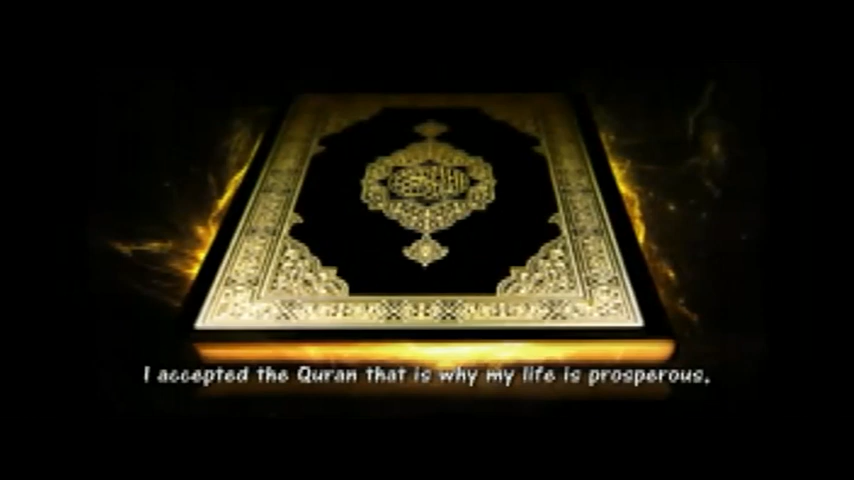 I accepted the Quran that is why my life is prosperous.